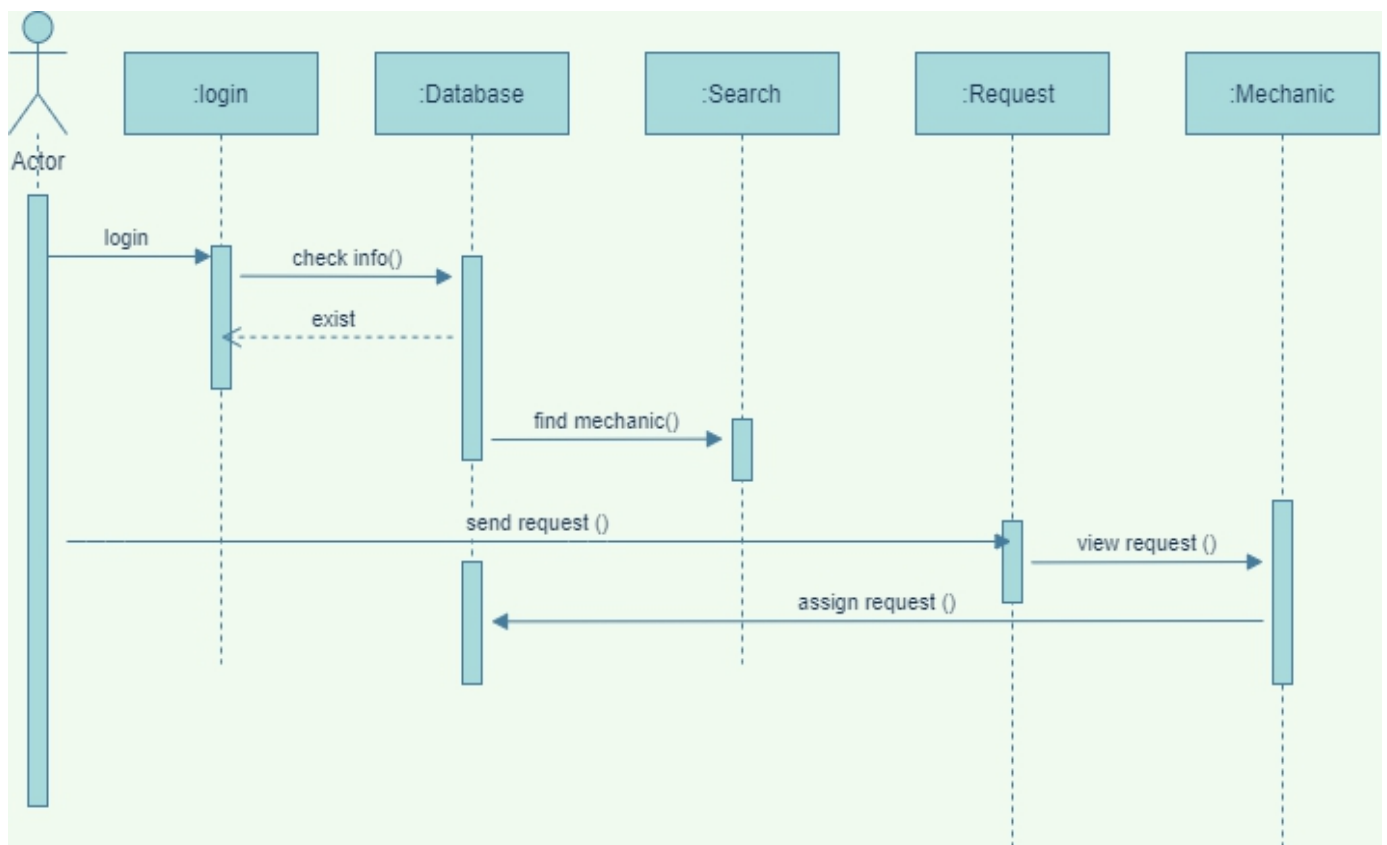 :login
:Database
:Search
:Request
:Mechanic
Actor
login
check info()
exist
find mechanic()
send request ()
view request ()
assign request ()